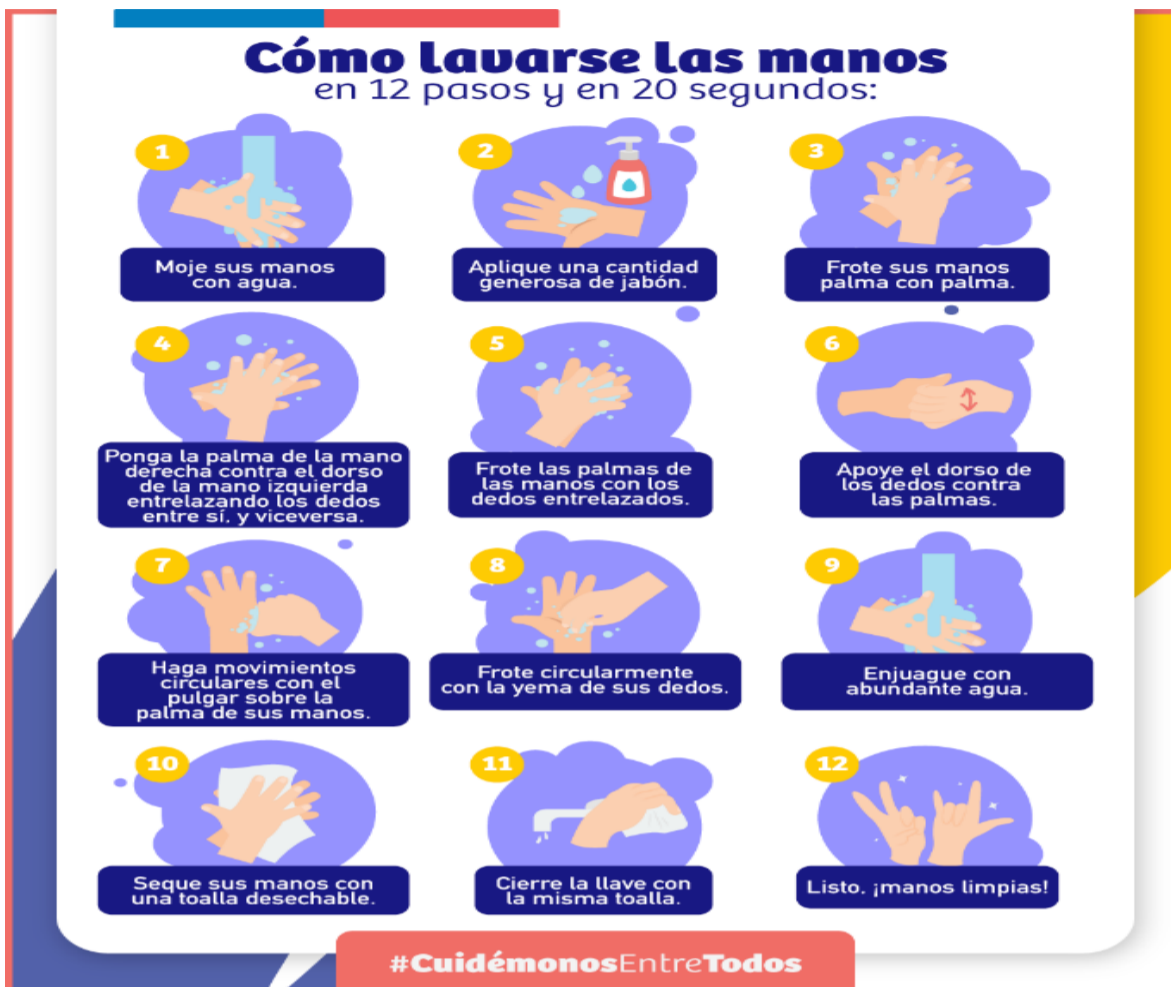 Cómo lavarse las manos
en 12 pasos y en 20 segundos:
1
Moje sus manos
con agua.
2
Aplique una cantidad
generosa de jabón.
3
Frote sus manos
palma con palma.
4
Ponga la palma de la mano
derecha contra el dorso
de la mano izquierda
entrelazando los dedos
entre sí, y viceversa.
5
Frote las palmas de
las manos con los
dedos entrelazados.
6
Apoye el dorso de
los dedos contra
las palmas.
7
Haga movimientos
circulares con el
pulgar sobre la
palma de sus manos.
8
Frote circularmente
con la yema de sus dedos.
9
Enjuague con
abundante agua.
10
Seque sus manos con
una toalla desechable.
11
Cierre la llave con
la misma toalla.
12
Listo, ¡manos limpias!
#CuidémonosEntreTodos